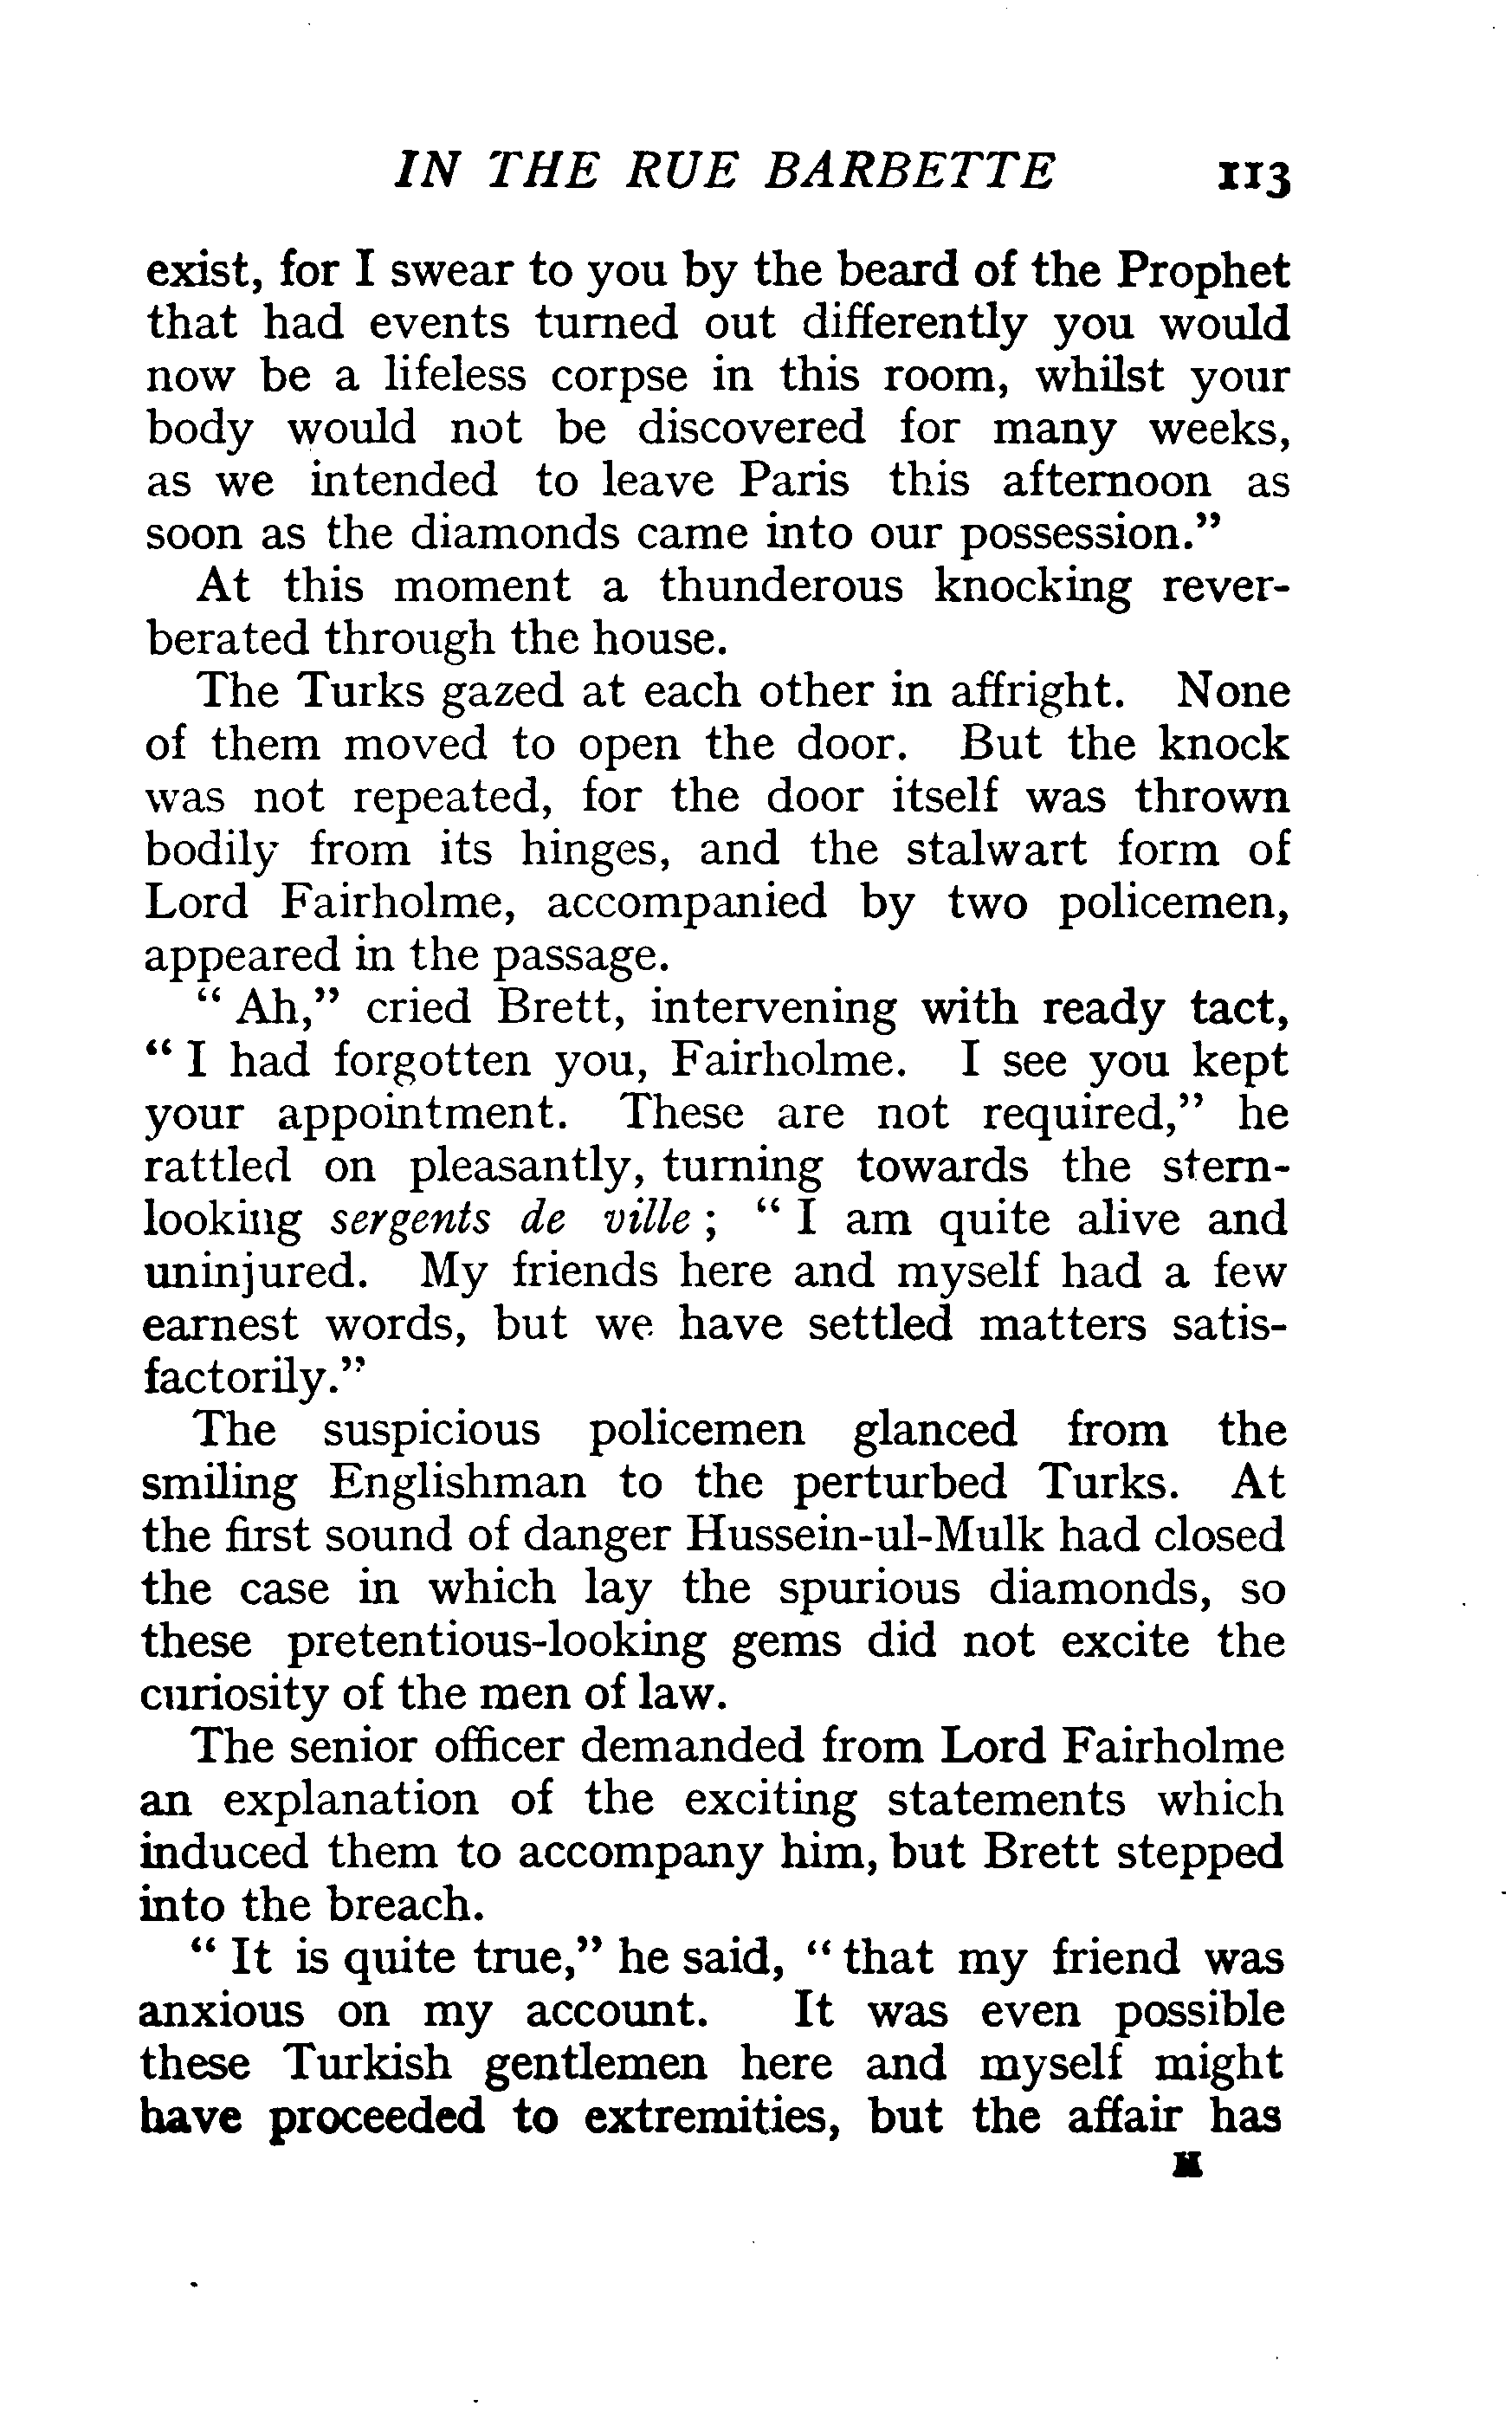 IN THE RUE BARBETTE 113
exist, for I swear to you by the beard of the Prophet
that had events turned out differently you would
now be a lifeless corpse in this room, whilst your
body would not be discovered for many weeks,
as we intended to leave Paris this afternoon as
soon as the diamonds came into our possession.”
At this moment a thunderous knocking rever-
berated through the house.
The Turks gazed at each other in affright. None
of them moved to open the door. But the knock
was not repeated, for the door itself was thrown
bodily from its hinges, and the stalwart form of
Lord Fairholme, accompanied by two policemen,
appeared in the passage.
“ Ah,” cried Brett, intervening with ready tact,
“ I had forgotten you, Fairholme. I see you kept
your appointment. These are not required,” he
rattled on pleasantly, turning towards the stern-
looking sergents de ville ; “ I am quite alive and
uninjured. My friends here and myself had a few
earnest words, but we have settled matters satis-
factorily.”
The suspicious policemen glanced from the
smiling Englishman to the perturbed Turks. At
the first sound of danger Hussein-ul-Mulk had closed
the case in which lay the spurious diamonds, so
these pretentious-looking gems did not excite the
curiosity of the men of law.
The senior officer demanded from Lord Fairholme
an explanation of the exciting statements which
induced them to accompany him, but Brett stepped
into the breach.
“ It is quite true,” he said, “ that my friend was
anxious on my account. It was even possible
these Turkish gentlemen here and myself might
have proceeded to extremities, but the affair has
H